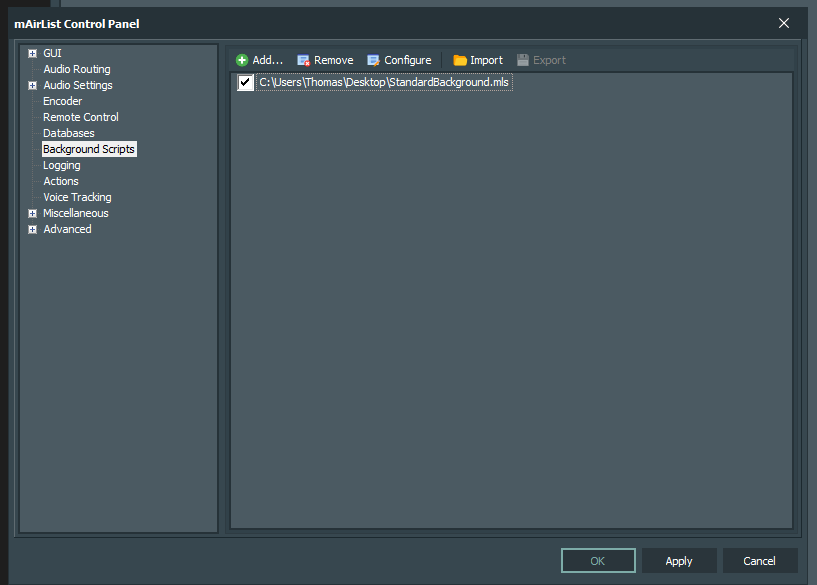 mAirList Control Panel
GUI
Audio Routing
Audio Settings
Encoder
Remote Control
Databases
Background Scripts
Logging
Actions
Voice Tracking
Miscellaneous
Advanced
Add... Remove Configure Import Export
C:\Users\Thomas\Desktop\StandardBackground.mls
OK Apply Cancel